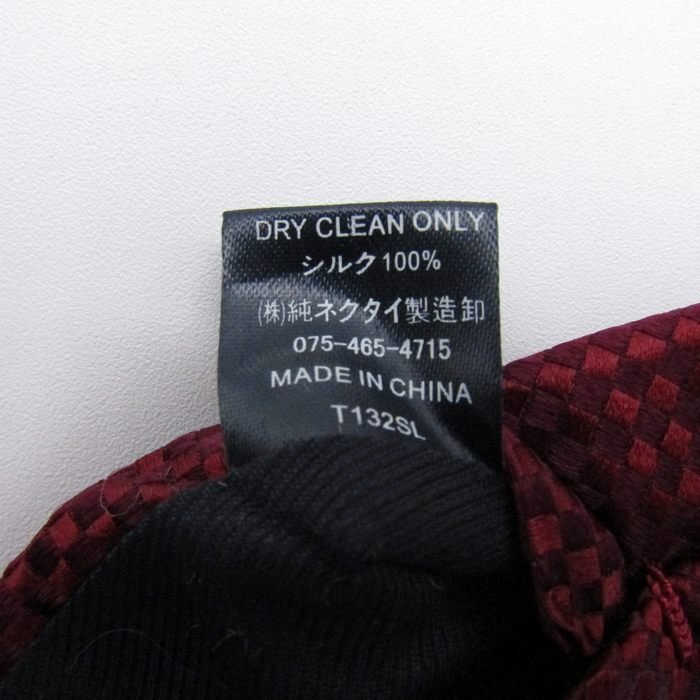 DRY CLEAN ONLY
シルク100%
(株)純ネクタイ製造卸
075-465-4715
MADE IN CHINA
T132SL